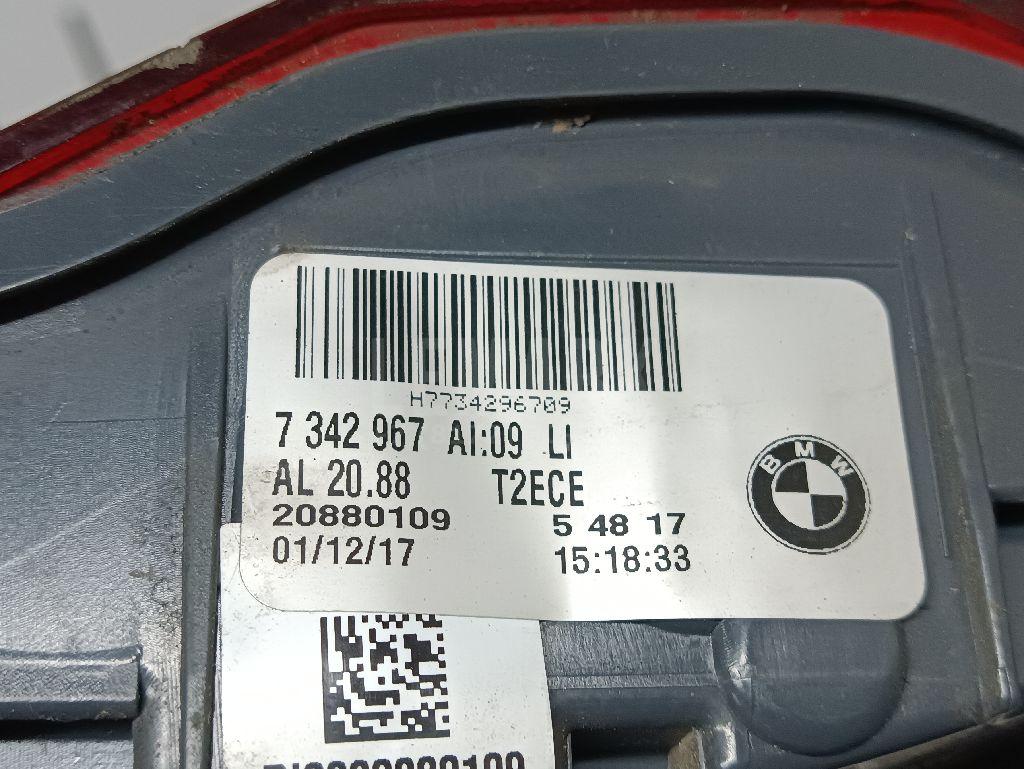 H7734296709
7 342 967 AI:09 LI
AL 20.88 T2ECE
20880109 5 48 17
01/12/17 15:18:33
BMW